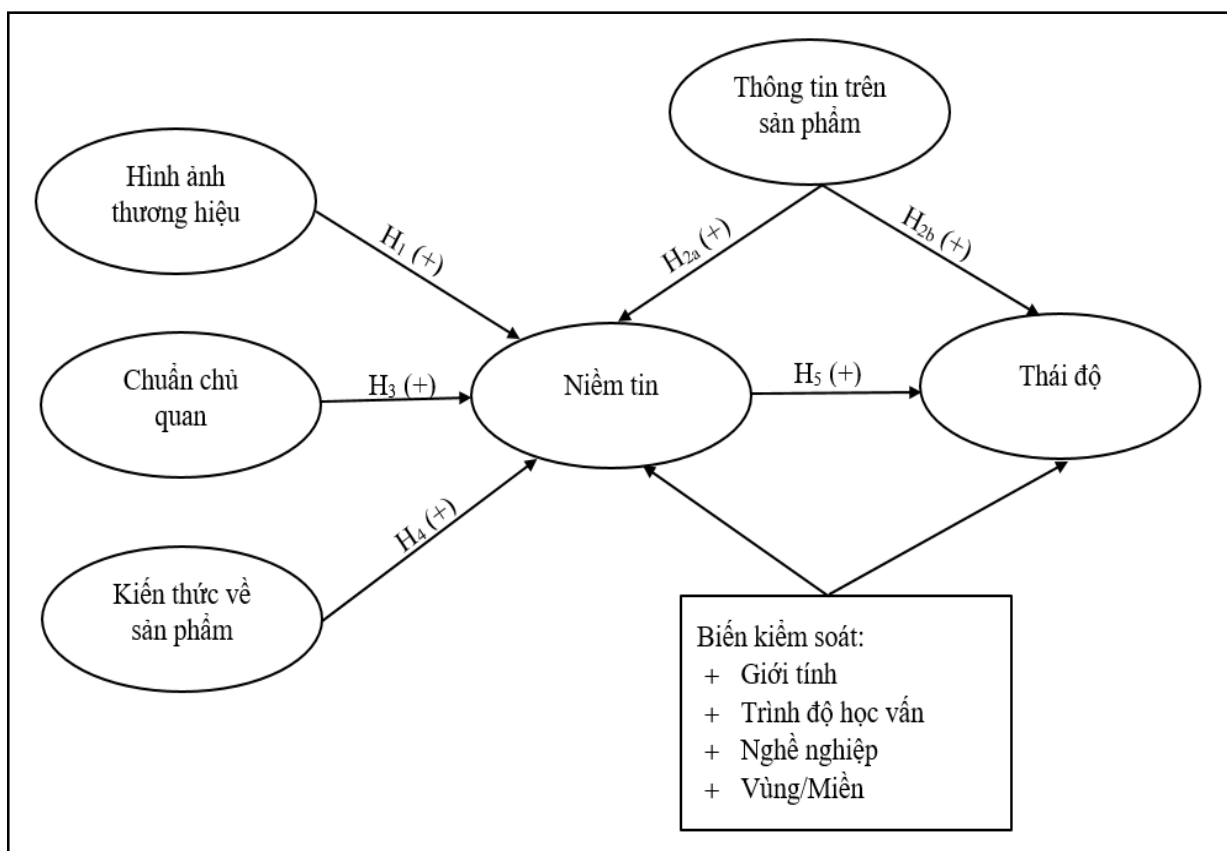 Thông tin trên
sản phẩm
Hình ảnh
thương hiệu
H1 (+)
H2a (+)
H2b (+)
Chuẩn chủ
quan
H3 (+)
Niềm tin
H5 (+)
Thái độ
H4 (+)
Kiến thức về
sản phẩm
Biến kiểm soát:
+ Giới tính
+ Trình độ học vấn
+ Nghề nghiệp
+ Vùng/Miền